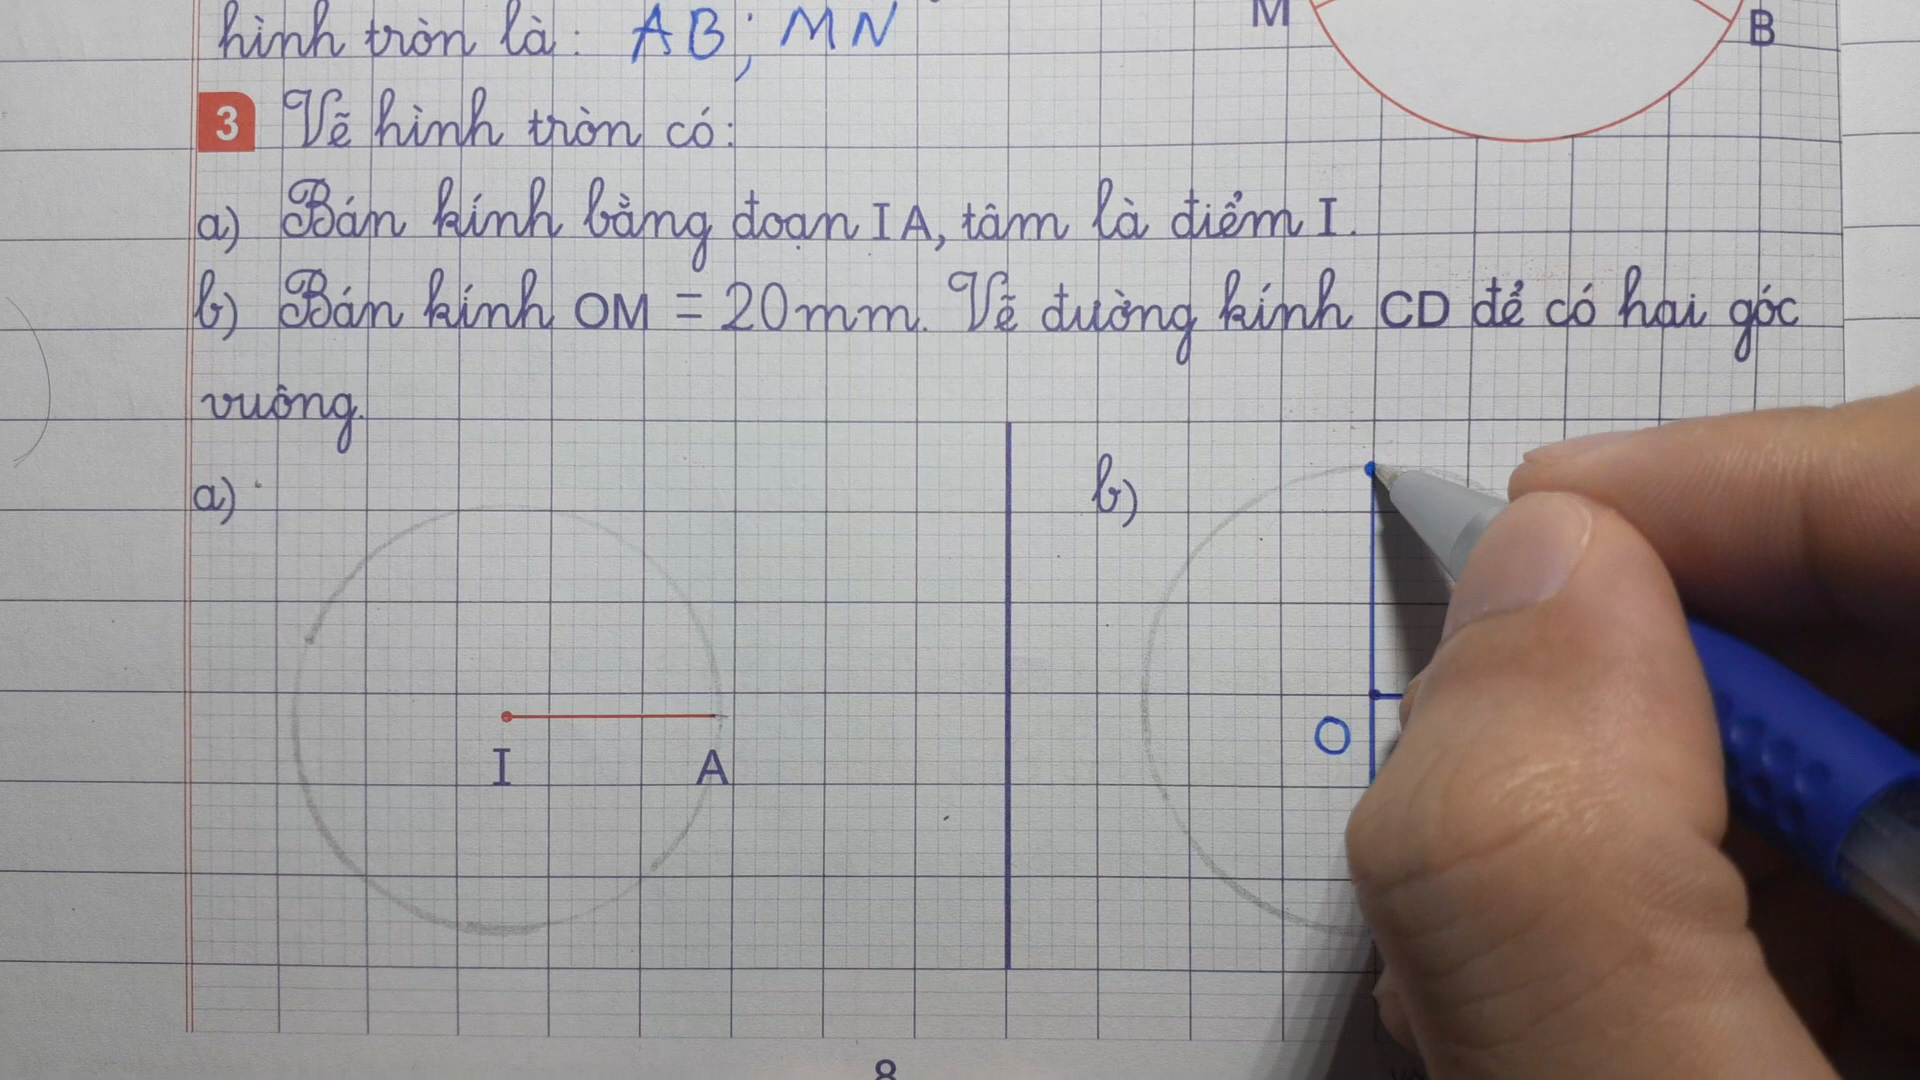 hình tròn là: AB; MN
M
B
3 Vẽ hình tròn có:
a) Bán kính bằng đoạn IA, tâm là điểm I.
b) Bán kính OM = 20mm. Vẽ đường kính CD để có hai góc
vuông.
a)
b)
O
I A
8